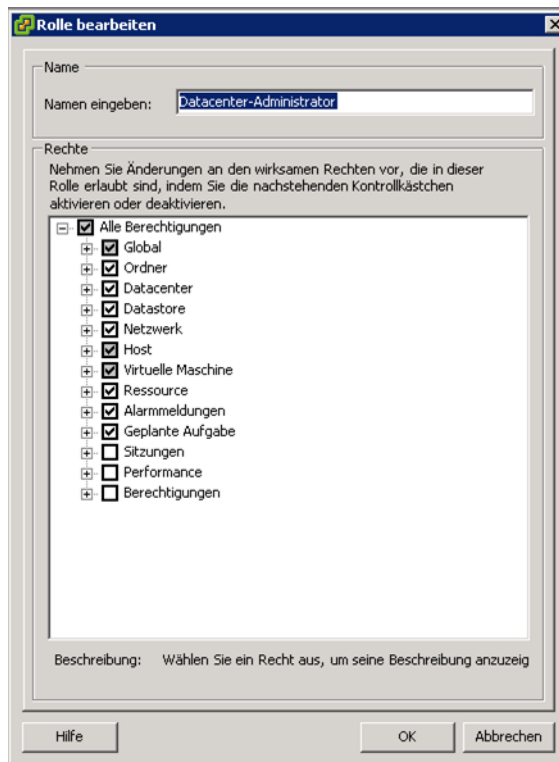 Rolle bearbeiten
Name
Namen eingeben: Datacenter-Administrator
Rechte
Nehmen Sie Änderungen an den wirksamen Rechten vor, die in dieser
Rolle erlaubt sind, indem Sie die nachstehenden Kontrollkästchen
aktivieren oder deaktivieren.
Alle Berechtigungen
Global
Ordner
Datacenter
Datastore
Netzwerk
Host
Virtuelle Maschine
Ressource
Alarmmeldungen
Geplante Aufgabe
Sitzungen
Performance
Berechtigungen
Beschreibung: Wählen Sie ein Recht aus, um seine Beschreibung anzuzeig
Hilfe OK Abbrechen